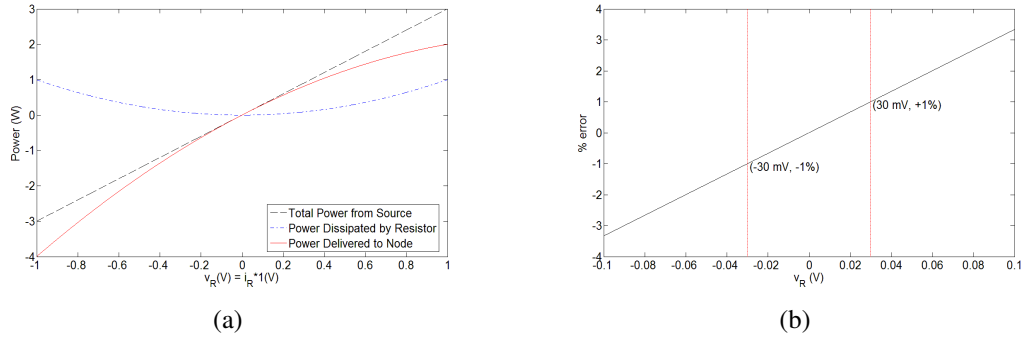 4
3
2
1
0
-1
-2
-3
-4
Power (W)
Total Power from Source
Power Dissipated by Resistor
Power Delivered to Node
-1 -0.8 -0.6 -0.4 -0.2 0 0.2 0.4 0.6 0.8 1
v_R(V) = i_R*1(V)
(a)
4
3
2
1
0
-1
-2
-3
-4
% error
(30 mV, +1%)
(-30 mV, -1%)
-0.1 -0.08 -0.06 -0.04 -0.02 0 0.02 0.04 0.06 0.08 0.1
v_R (V)
(b)